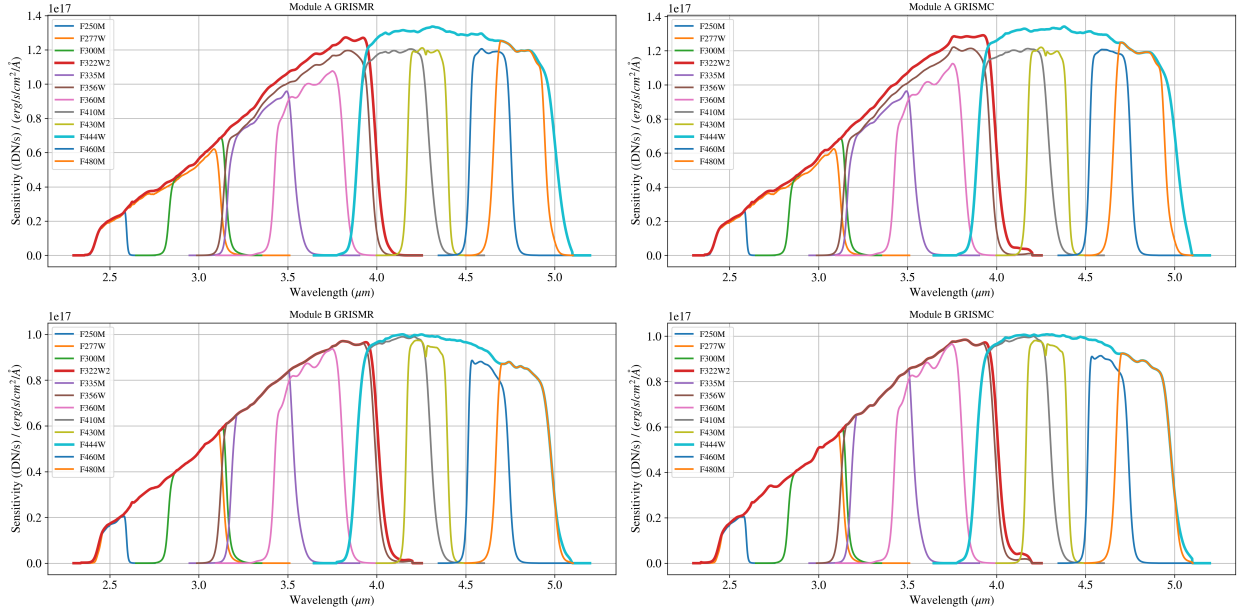 Module A GRISMR
1e17
Sensitivity ((DN/s) / (erg/s/cm²/Å)
1.4
1.2
1.0
0.8
0.6
0.4
0.2
0.0
F250M
F277W
F300M
F322W2
F335M
F356W
F360M
F410M
F430M
F444W
F460M
F480M
2.5 3.0 3.5 4.0 4.5 5.0
Wavelength (μm)
Module A GRISMC
1e17
Sensitivity ((DN/s) / (erg/s/cm²/Å)
1.4
1.2
1.0
0.8
0.6
0.4
0.2
0.0
F250M
F277W
F300M
F322W2
F335M
F356W
F360M
F410M
F430M
F444W
F460M
F480M
2.5 3.0 3.5 4.0 4.5 5.0
Wavelength (μm)
Module B GRISMR
1e17
Sensitivity ((DN/s) / (erg/s/cm²/Å)
1.0
0.8
0.6
0.4
0.2
0.0
F250M
F277W
F300M
F322W2
F335M
F356W
F360M
F410M
F430M
F444W
F460M
F480M
2.5 3.0 3.5 4.0 4.5 5.0
Wavelength (μm)
Module B GRISMC
1e17
Sensitivity ((DN/s) / (erg/s/cm²/Å)
1.0
0.8
0.6
0.4
0.2
0.0
F250M
F277W
F300M
F322W2
F335M
F356W
F360M
F410M
F430M
F444W
F460M
F480M
2.5 3.0 3.5 4.0 4.5 5.0
Wavelength (μm)